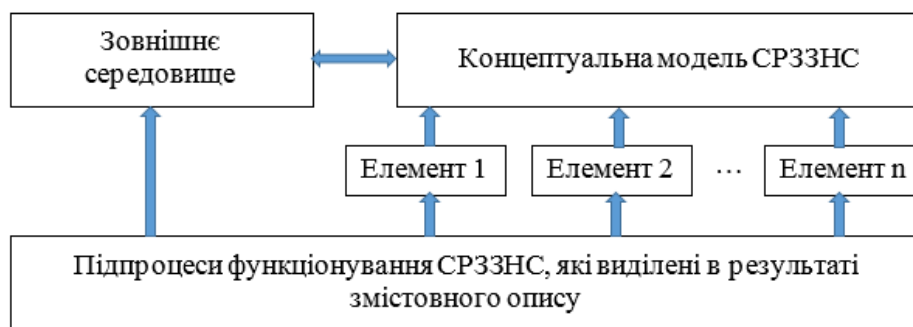 Зовнішнє
середовище
Концептуальна модель СРЗЗНС
Елемент 1
Елемент 2
...
Елемент n
Підпроцеси функціонування СРЗЗНС, які виділені в результаті
змістовного опису